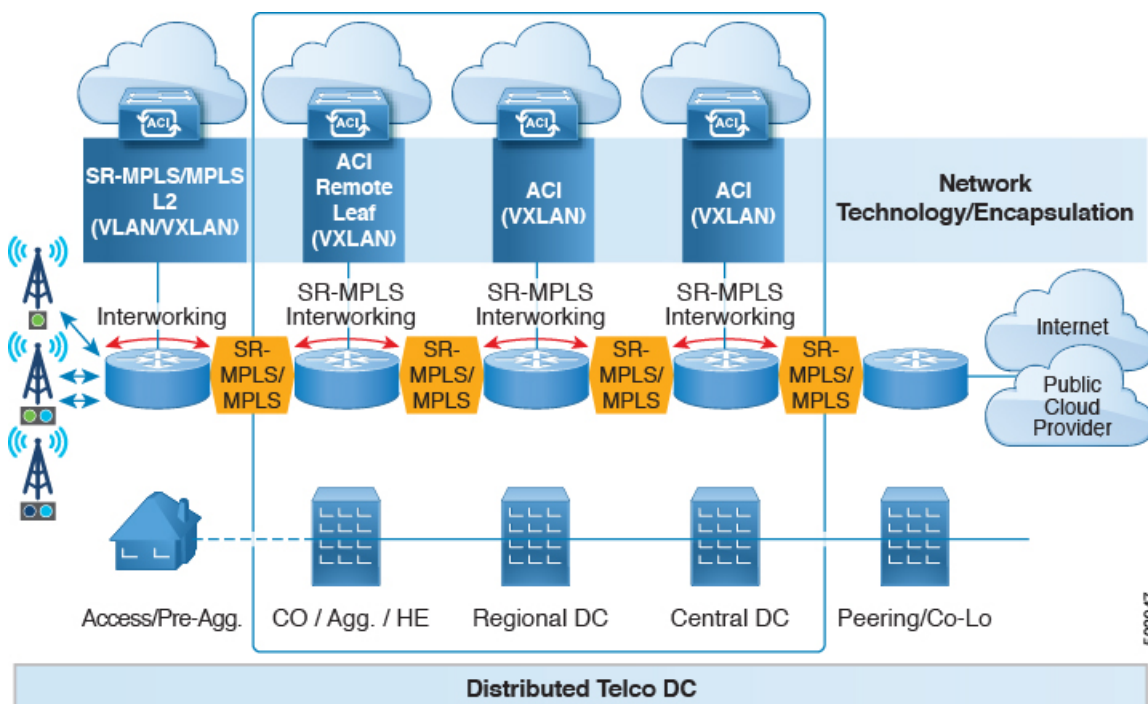 ACI
ACI
ACI
ACI
SR-MPLS/MPLS
L2
(VLAN/VXLAN)
ACI
Remote
Leaf
(VXLAN)
ACI
(VXLAN)
ACI
(VXLAN)
Network
Technology/Encapsulation
Interworking
SR-MPLS
Interworking
SR-MPLS
Interworking
SR-MPLS
Interworking
SR-
MPLS/
MPLS
SR-
MPLS/
MPLS
SR-
MPLS/
MPLS
SR-
MPLS/
MPLS
Internet
Public
Cloud
Provider
Access/Pre-Agg.
CO / Agg. / HE
Regional DC
Central DC
Peering/Co-Lo
Distributed Telco DC